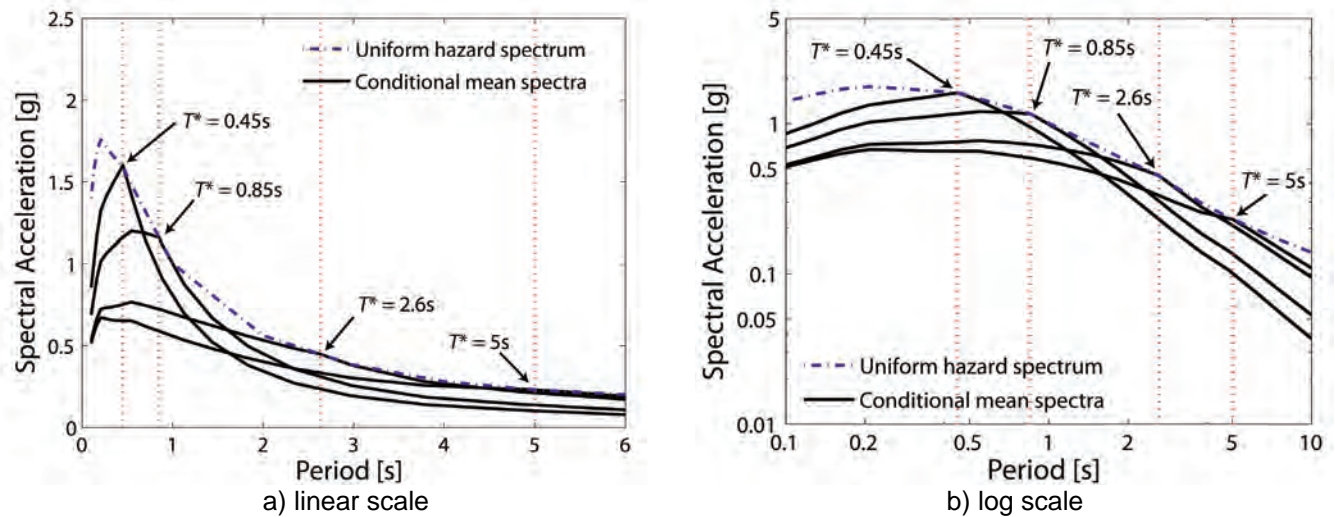 2.5
2
1.5
1
0.5
0
Spectral Acceleration [g]
Uniform hazard spectrum
Conditional mean spectra
T* = 0.45s
T* = 0.85s
T* = 2.6s
T* = 5s
0 1 2 3 4 5 6
Period [s]
a) linear scale
5
1
0.5
0.1
0.05
0.01
Spectral Acceleration [g]
T* = 0.45s
T* = 0.85s
T* = 2.6s
T* = 5s
Uniform hazard spectrum
Conditional mean spectra
0.1 0.2 0.5 1 2 5 10
Period [s]
b) log scale